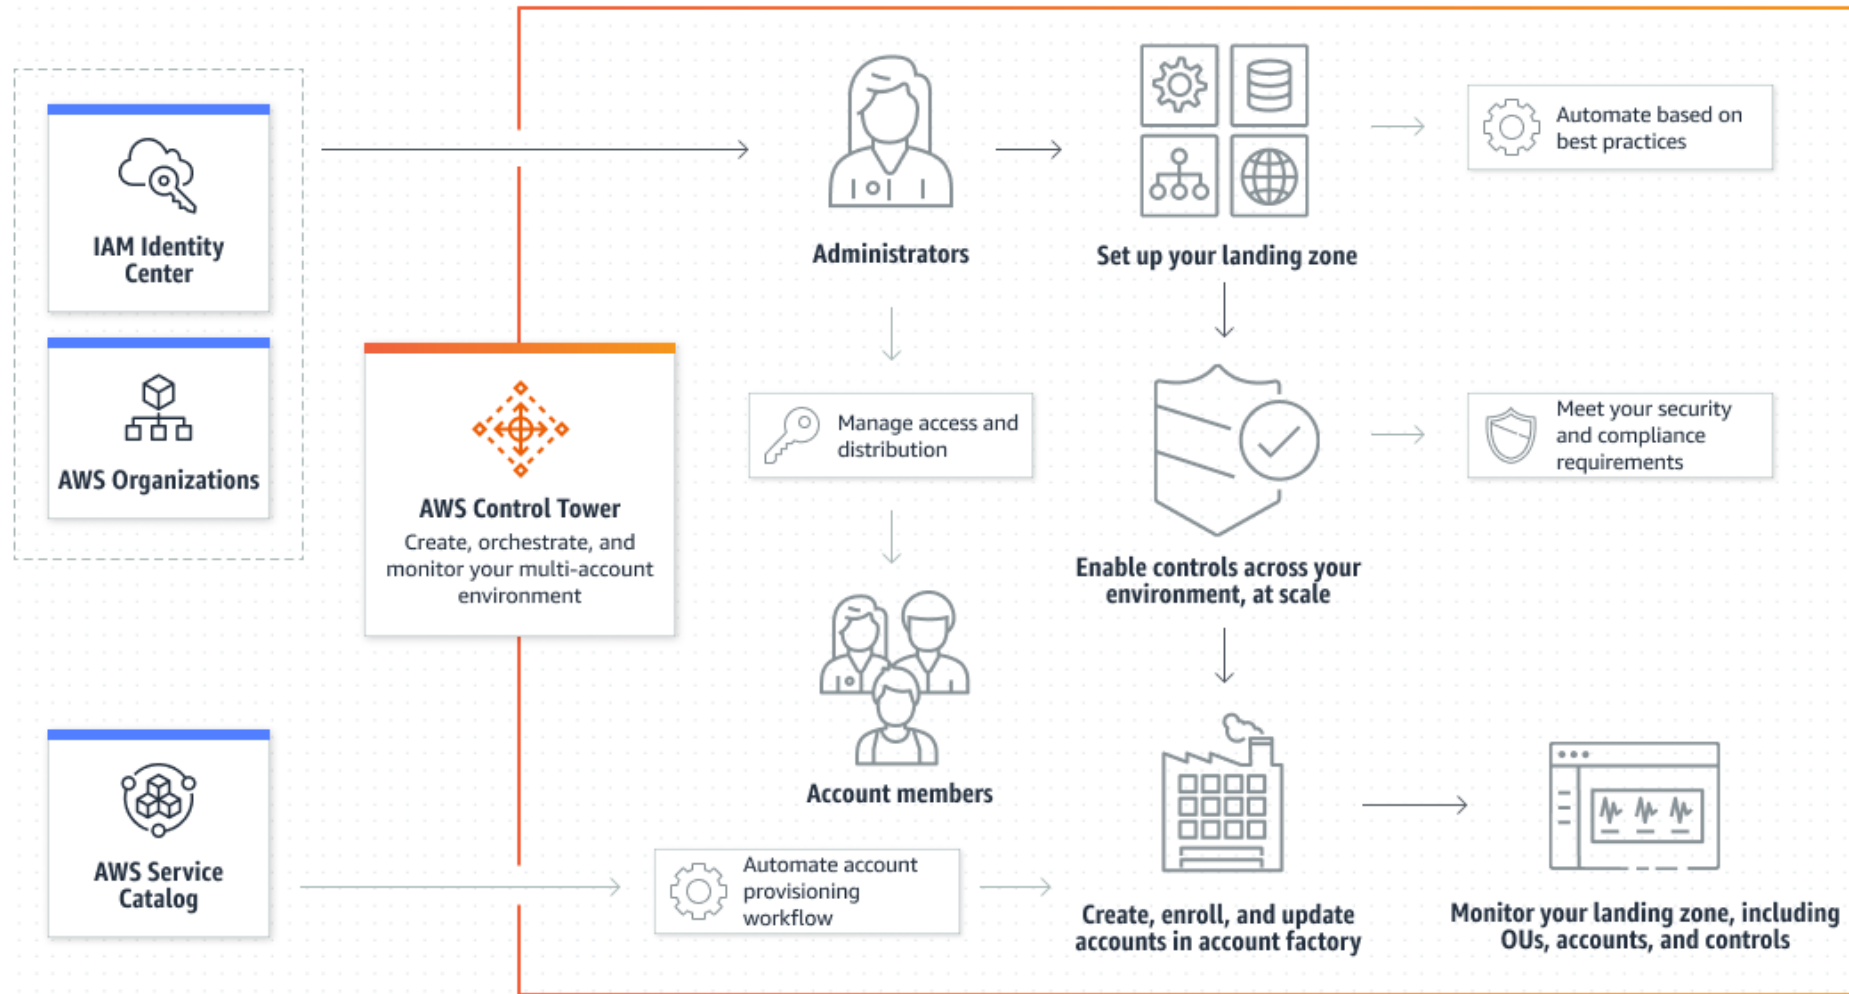 IAM Identity
Center
AWS Organizations
AWS Service
Catalog
AWS Control Tower
Create, orchestrate, and
monitor your multi-account
environment
Administrators
Manage access and
distribution
Account members
Automate account
provisioning
workflow
Set up your landing zone
Automate based on
best practices
Enable controls across your
environment, at scale
Meet your security
and compliance
requirements
Create, enroll, and update
accounts in account factory
Monitor your landing zone, including
OUs, accounts, and controls